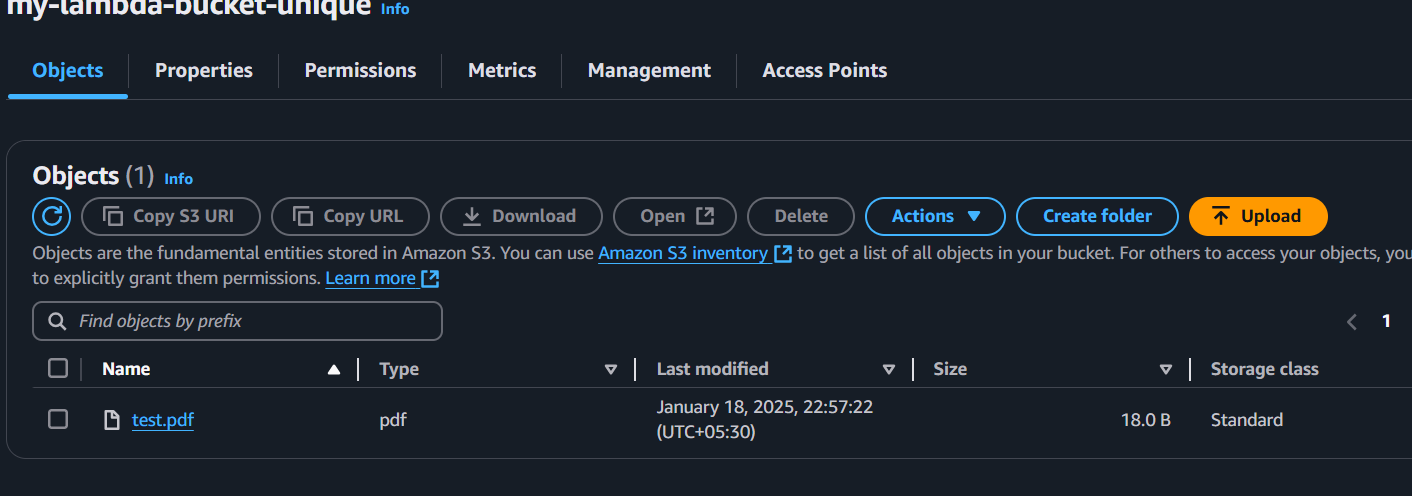 my-lambda-bucket-unique Info
Objects Properties Permissions Metrics Management Access Points
Objects (1) Info
Copy S3 URI Copy URL Download Open Delete Actions Create folder Upload
Objects are the fundamental entities stored in Amazon S3. You can use Amazon S3 inventory to get a list of all objects in your bucket. For others to access your objects, you
to explicitly grant them permissions. Learn more
Find objects by prefix
1
Name Type Last modified Size Storage class
test.pdf pdf January 18, 2025, 22:57:22 18.0 B Standard
(UTC+05:30)